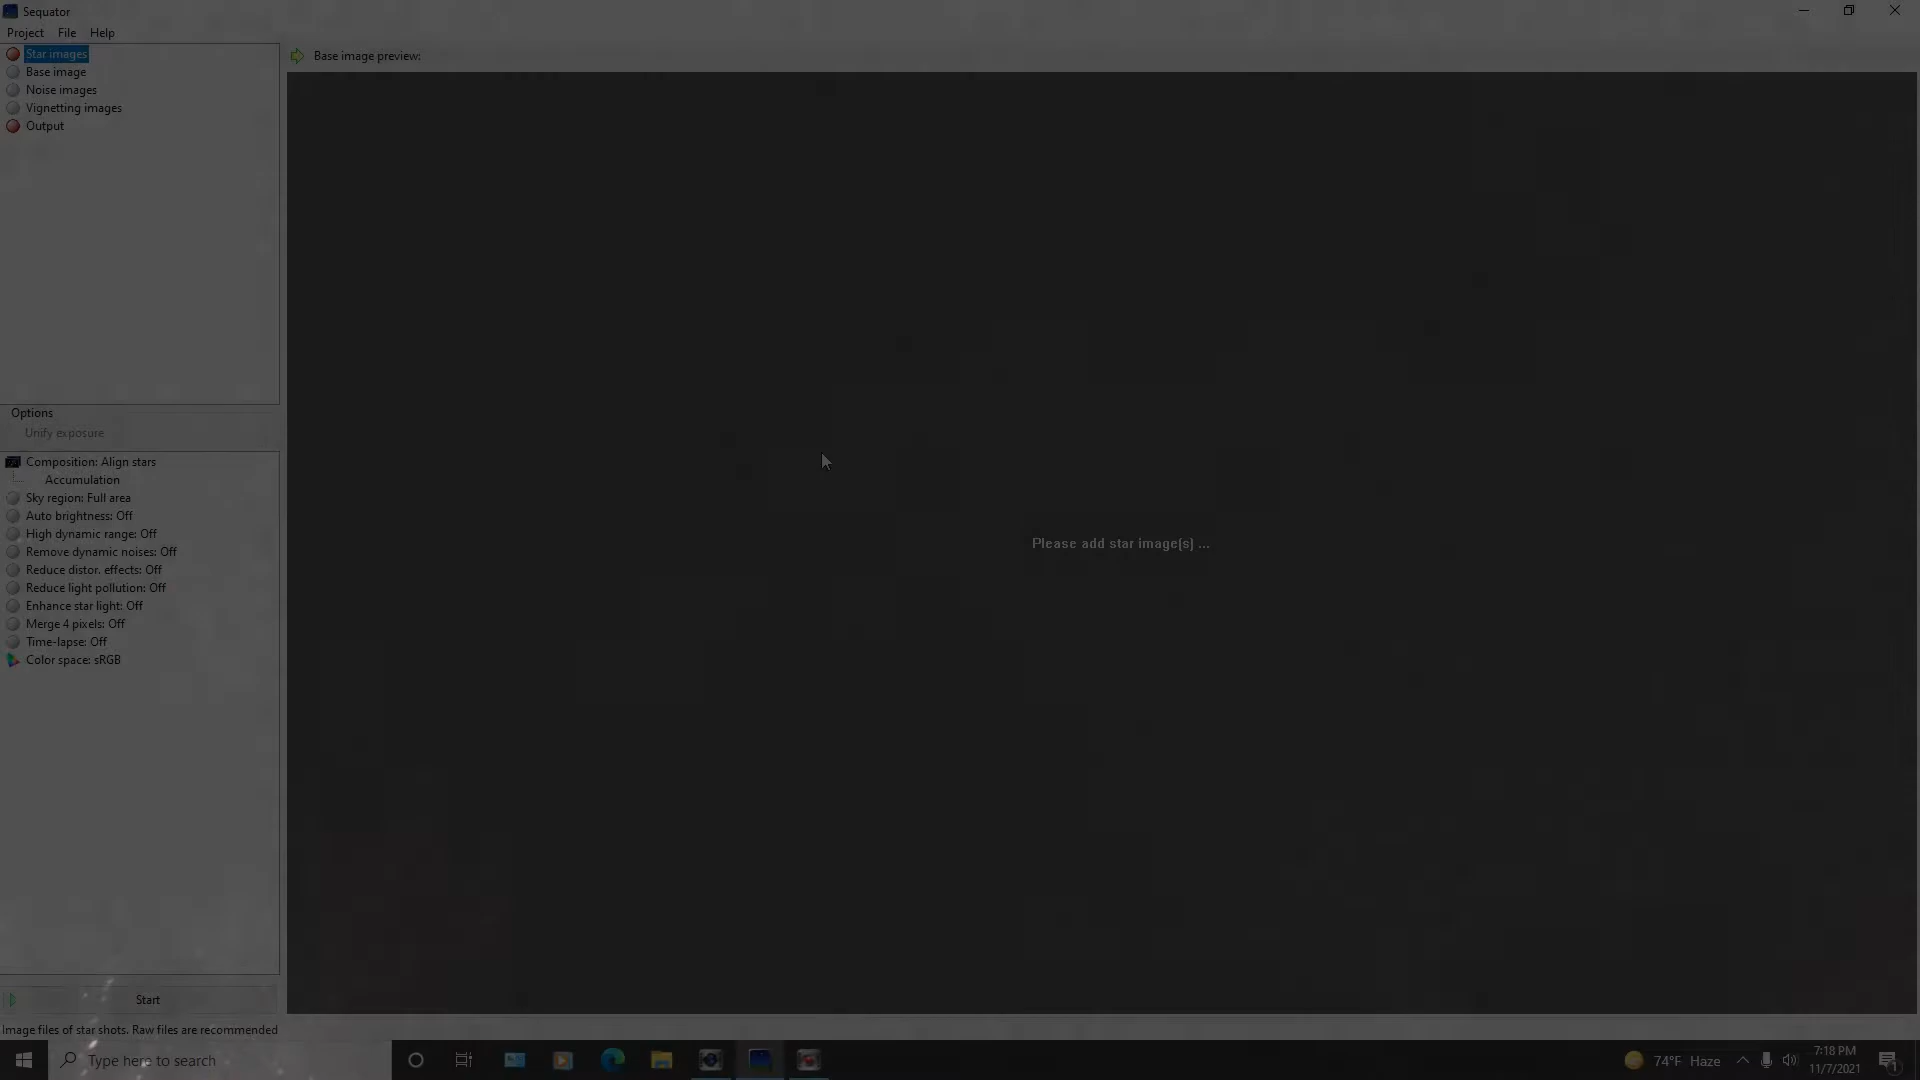 Sequator
Project File Help
Star images
Base image
Noise images
Vignetting images
Output
Base image preview:
Please add star image(s) ...
Options
Unify exposure
Composition: Align stars
Accumulation
Sky region: Full area
Auto brightness: Off
High dynamic range: Off
Remove dynamic noises: Off
Reduce distor. effects: Off
Reduce light pollution: Off
Enhance star light: Off
Merge 4 pixels: Off
Time-lapse: Off
Color space: sRGB
Start
Image files of star shots. Raw files are recommended
Type here to search
74°F Haze
7:18 PM
11/7/2021
1